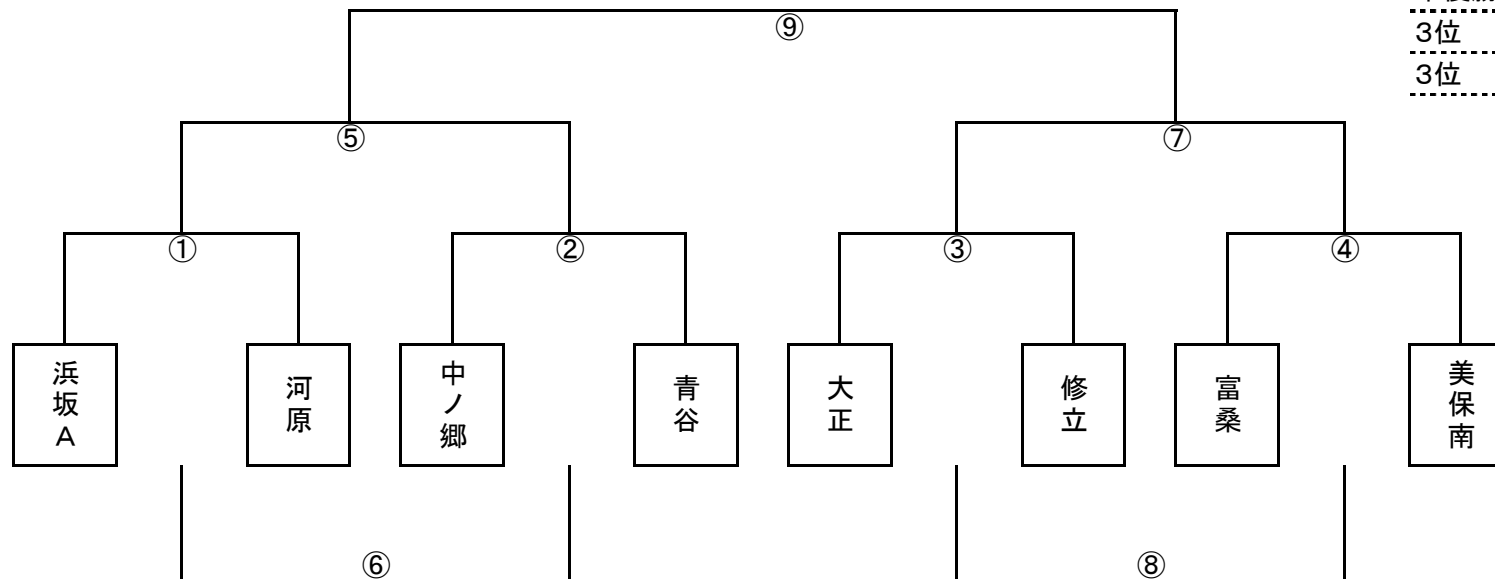 ⑨
3位
3位
⑤
⑦
①
②
③
④
浜坂A
河原
中ノ郷
青谷
大正
修立
富桑
美保南
⑥
⑧